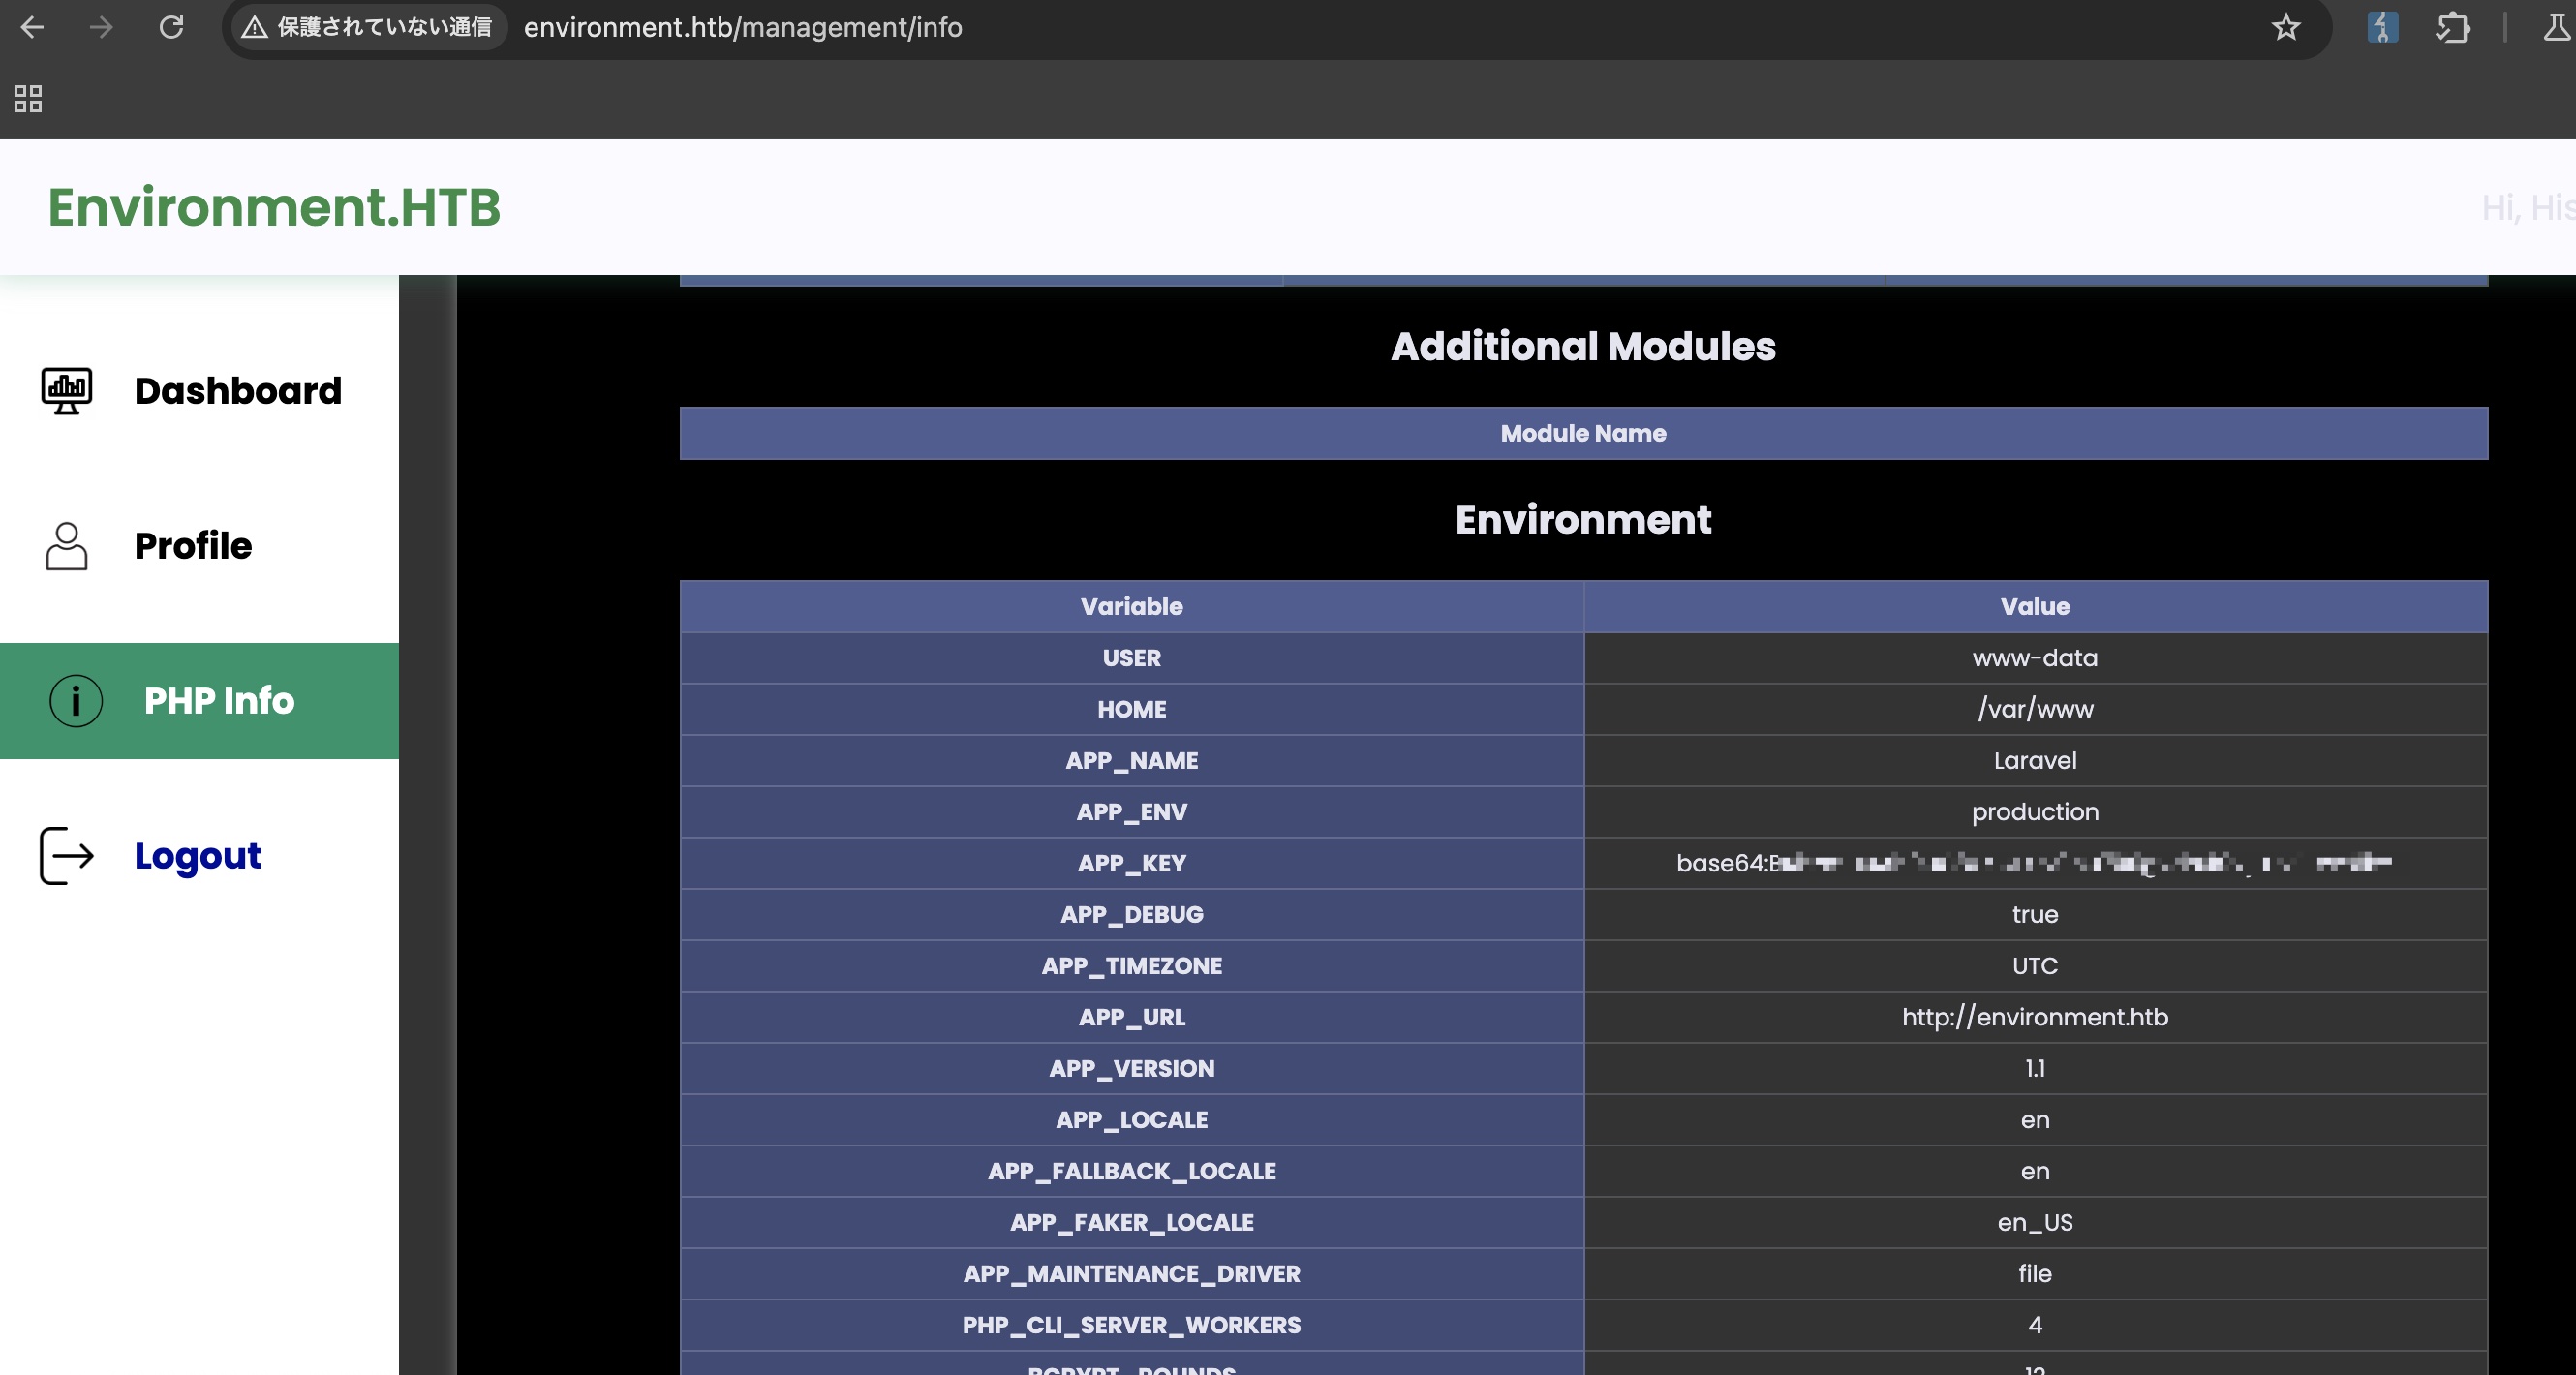 保護されていない通信 environment.htb/management/info
Environment.HTB
Hi, His
Dashboard
Profile
PHP Info
Logout
Additional Modules
Module Name
Environment
Variable Value
USER www-data
HOME /var/www
APP_NAME Laravel
APP_ENV production
APP_KEY base64:
APP_DEBUG true
APP_TIMEZONE UTC
APP_URL http://environment.htb
APP_VERSION 1.1
APP_LOCALE en
APP_FALLBACK_LOCALE en
APP_FAKER_LOCALE en_US
APP_MAINTENANCE_DRIVER file
PHP_CLI_SERVER_WORKERS 4
BCRYPT_ROUNDS 12